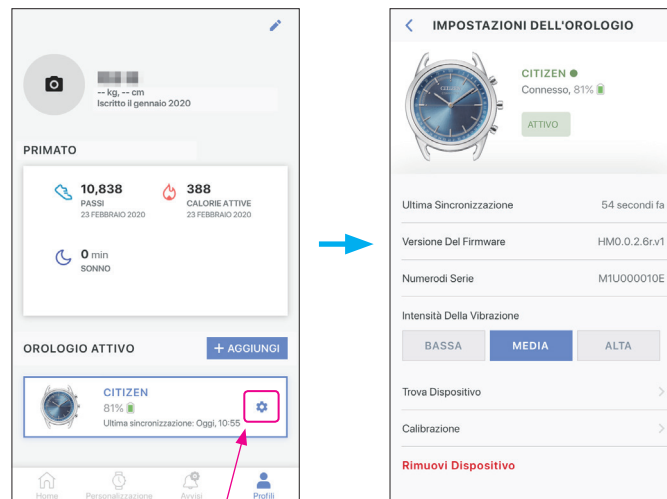 -- kg, -- cm
Iscritto il gennaio 2020
PRIMATO
10,838
PASSI
23 FEBBRAIO 2020
388
CALORIE ATTIVE
23 FEBBRAIO 2020
0 min
SONNO
OROLOGIO ATTIVO
+ AGGIUNGI
CITIZEN
81%
Ultima sincronizzazione: Oggi, 10:55
Home Personalizzazione Avvisi Profili
IMPOSTAZIONI DELL'OROLOGIO
CITIZEN
Connesso, 81%
ATTIVO
Ultima Sincronizzazione 54 secondi fa
Versione Del Firmware HM0.0.2.6r.v1
Numerodi Serie M1U000010E
Intensità Della Vibrazione
BASSA MEDIA ALTA
Trova Dispositivo
Calibrazione
Rimuovi Dispositivo